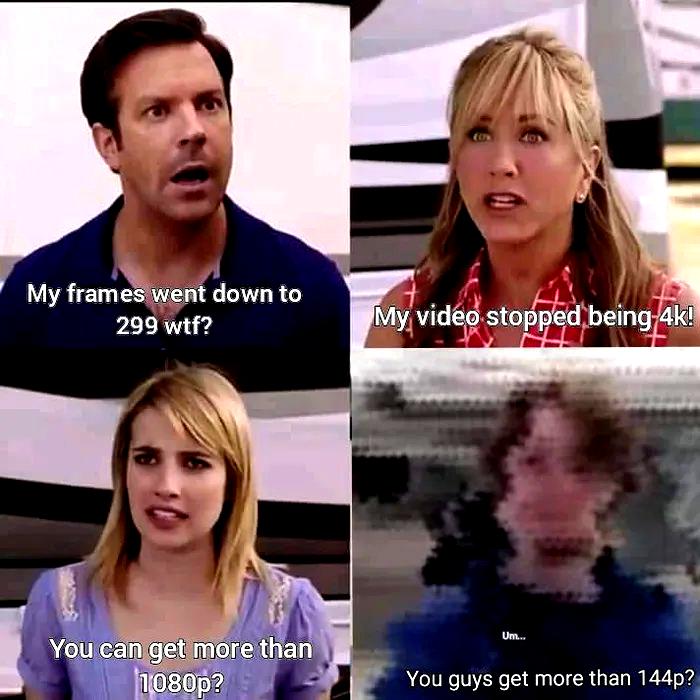 My frames went down to
299 wtf?
My video stopped being 4k!
You can get more than
1080p?
Um...
You guys get more than 144p?